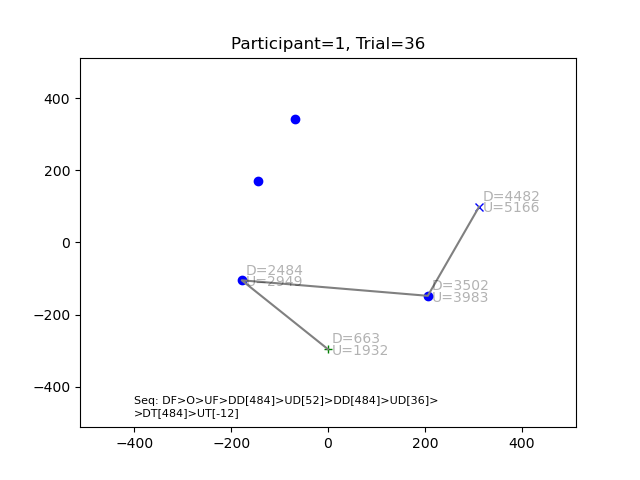 Participant=1, Trial=36
400
200
0
−200
−400
D=4482
U=5166
D=2484
U=2949
D=3502
U=3983
D=663
U=1932
Seq: DF>O>UF>DD[484]>UD[52]>DD[484]>UD[36]>
>DT[484]>UT[-12]
−400 −200 0 200 400